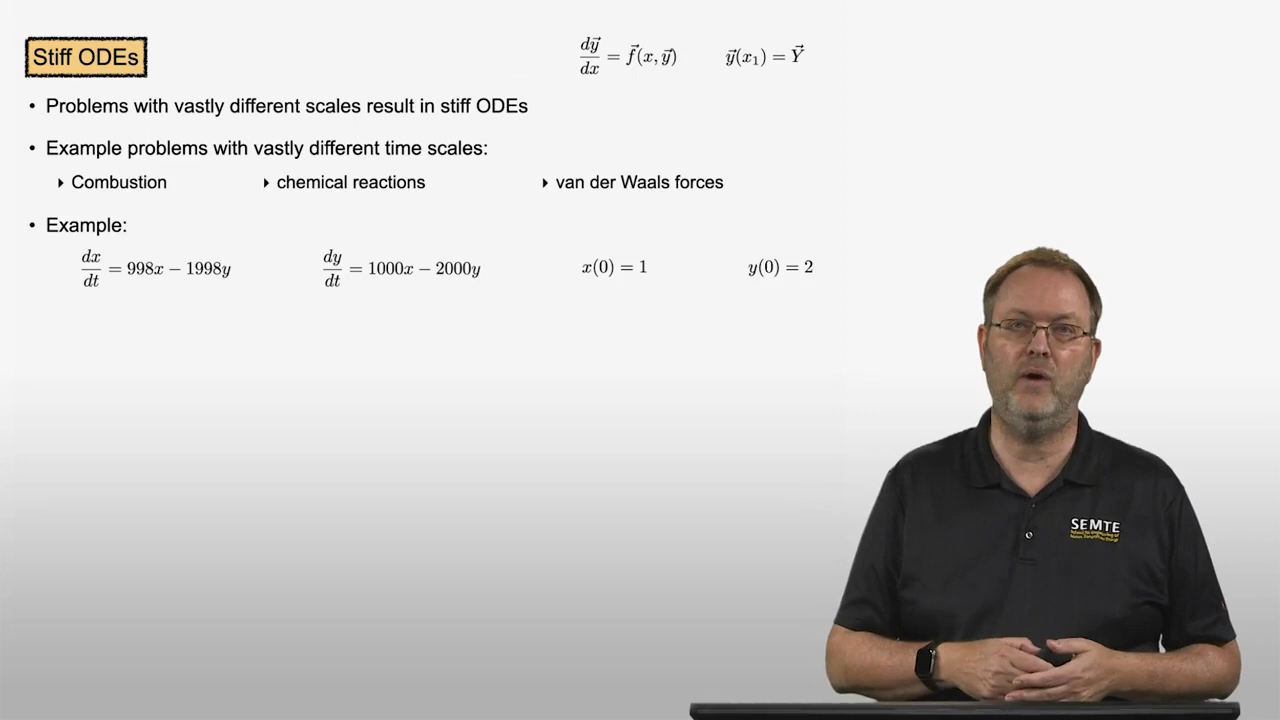 Stiff ODEs
dy⃗/dx = f⃗(x, y⃗) y⃗(x₁) = Y⃗
• Problems with vastly different scales result in stiff ODEs
• Example problems with vastly different time scales:
‣ Combustion ‣ chemical reactions ‣ van der Waals forces
• Example:
dx/dt = 998x − 1998y dy/dt = 1000x − 2000y x(0) = 1 y(0) = 2
SEMTE